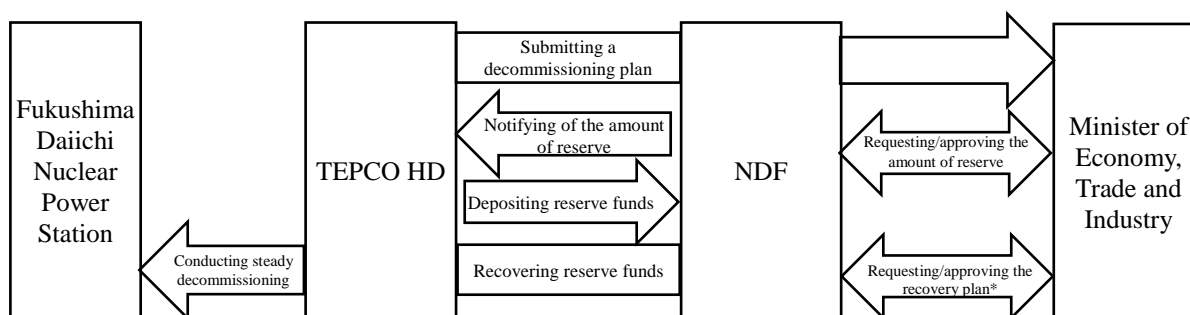 Fukushima
Daiichi
Nuclear
Power
Station
Conducting steady
decommissioning
TEPCO HD
Submitting a
decommissioning plan
Notifying of the amount
of reserve
Depositing reserve funds
Recovering reserve funds
NDF
Requesting/approving the
amount of reserve
Requesting/approving the
recovery plan*
Minister of
Economy,
Trade and
Industry